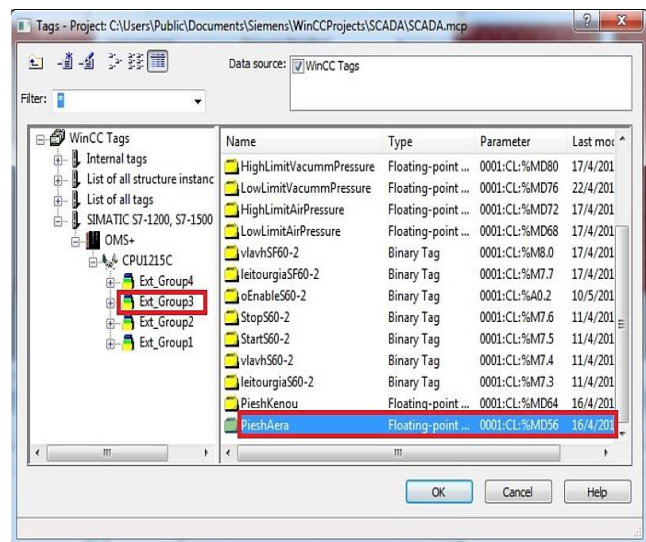 Tags - Project: C:\Users\Public\Documents\Siemens\WinCCProjects\SCADA\SCADA.mcp
Data source: WinCC Tags
Filter: *
WinCC Tags
Internal tags
List of all structure instanc
List of all tags
SIMATIC S7-1200, S7-1500
OMS+
CPU1215C
Ext_Group4
Ext_Group3
Ext_Group2
Ext_Group1
Name Type Parameter Last moc
HighLimitVacummPressure Floating-point ... 0001:CL:%MD80 17/4/201
LowLimitVacummPressure Floating-point ... 0001:CL:%MD76 22/4/201
HighLimitAirPressure Floating-point ... 0001:CL:%MD72 17/4/201
LowLimitAirPressure Floating-point ... 0001:CL:%MD68 17/4/201
vlavhSF60-2 Binary Tag 0001:CL:%M8.0 17/4/201
leitourgiaSF60-2 Binary Tag 0001:CL:%M7.7 17/4/201
oEnableS60-2 Binary Tag 0001:CL:%A0.2 10/5/201
StopS60-2 Binary Tag 0001:CL:%M7.6 11/4/201
StartS60-2 Binary Tag 0001:CL:%M7.5 11/4/201
vlavhS60-2 Binary Tag 0001:CL:%M7.4 11/4/201
leitourgiaS60-2 Binary Tag 0001:CL:%M7.3 11/4/201
PieshKenou Floating-point ... 0001:CL:%MD64 16/4/201
PieshAera Floating-point ... 0001:CL:%MD56 16/4/201
OK Cancel Help